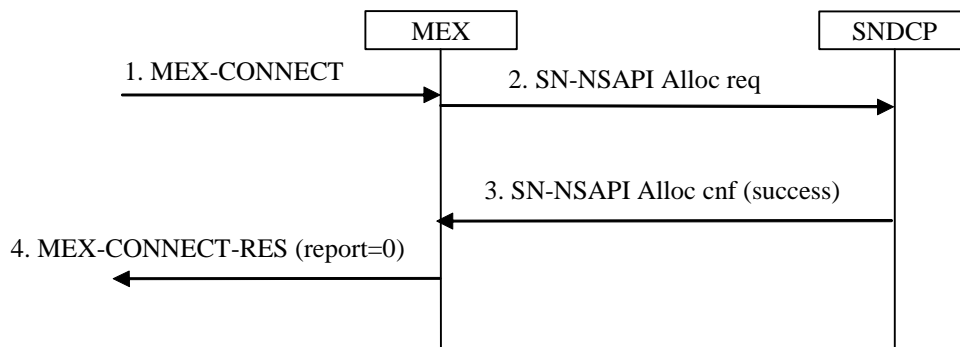 MEX
SNDCP
1. MEX-CONNECT
2. SN-NSAPI Alloc req
3. SN-NSAPI Alloc cnf (success)
4. MEX-CONNECT-RES (report=0)